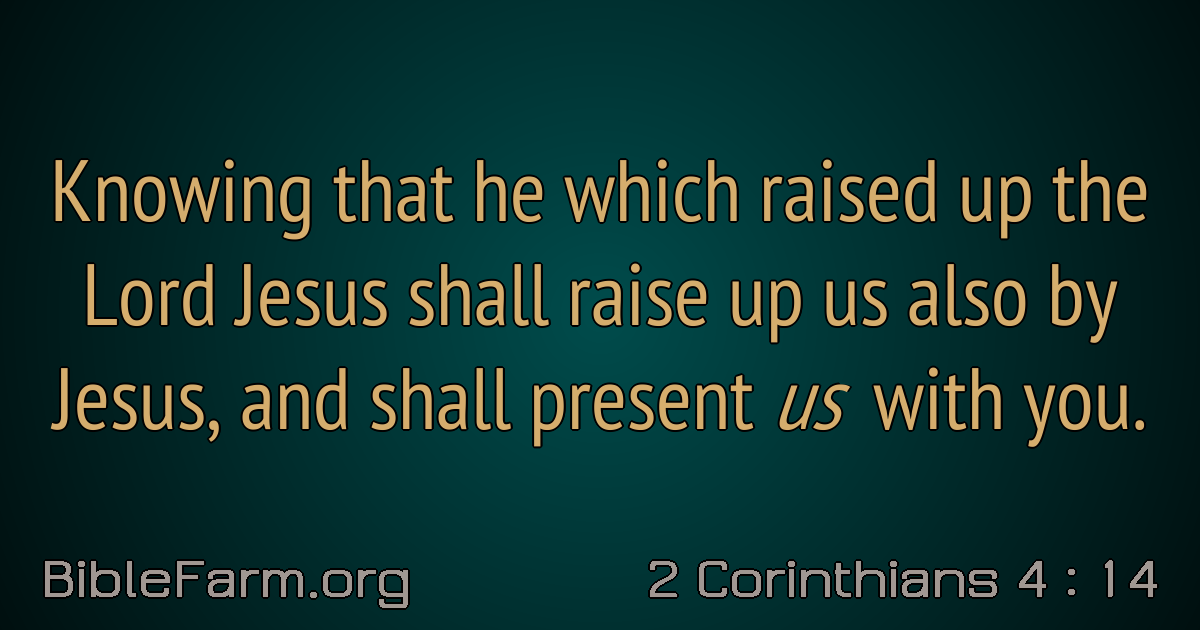 Knowing that he which raised up the
Lord Jesus shall raise up us also by
Jesus, and shall present us with you.
BibleFarm.org
2 Corinthians 4 : 14